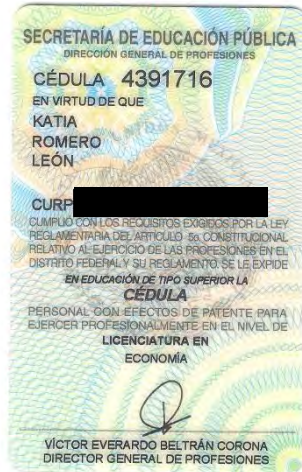 SECRETARÍA DE EDUCACIÓN PÚBLICA
DIRECCIÓN GENERAL DE PROFESIONES
CÉDULA 4391716
EN VIRTUD DE QUE
KATIA
ROMERO
LEÓN
CURP
CUMPLIÓ CON LOS REQUISITOS EXIGIDOS POR LA LEY
REGLAMENTARIA DEL ARTÍCULO 5o. CONSTITUCIONAL
RELATIVO AL EJERCICIO DE LAS PROFESIONES EN EL
DISTRITO FEDERAL Y SU REGLAMENTO. SE LE EXPIDE
EN EDUCACIÓN DE TIPO SUPERIOR LA
CÉDULA
PERSONAL CON EFECTOS DE PATENTE PARA
EJERCER PROFESIONALMENTE EN EL NIVEL DE
LICENCIATURA EN
ECONOMÍA
VÍCTOR EVERARDO BELTRÁN CORONA
DIRECTOR GENERAL DE PROFESIONES